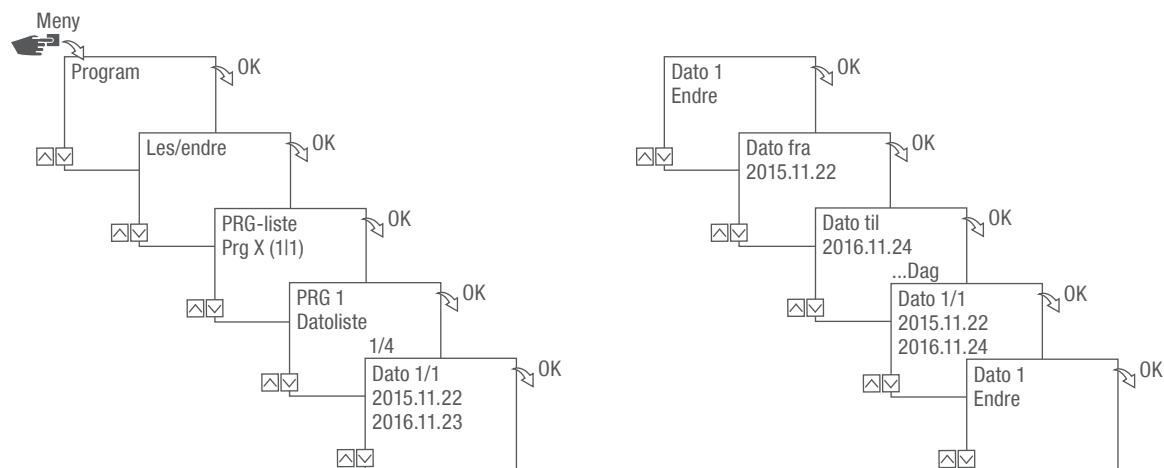 Meny
Program
OK
Les/endre
OK
PRG-liste
Prg X (1|1)
OK
PRG 1
Datoliste
OK
1/4
Dato 1/1
2015.11.22
2016.11.23
OK
Dato 1
Endre
OK
Dato fra
2015.11.22
OK
Dato til
2016.11.24
OK
...Dag
Dato 1/1
2015.11.22
2016.11.24
OK
Dato 1
Endre
OK